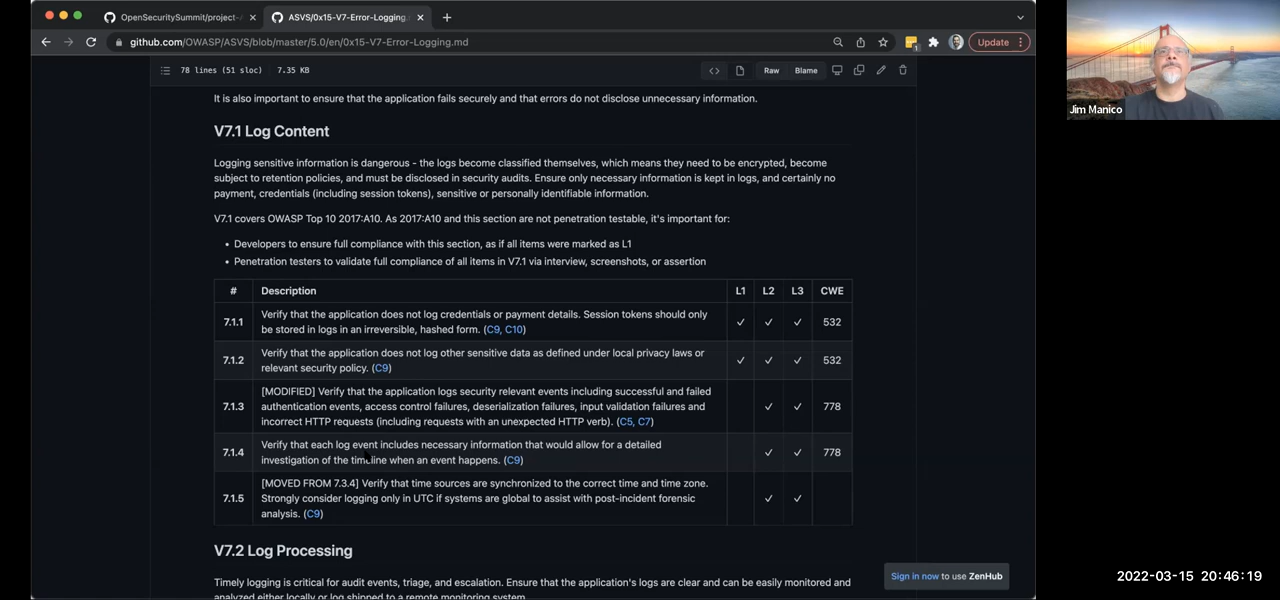 OpenSecuritySummit/project-
ASVS/0x15-V7-Error-Logging.
github.com/OWASP/ASVS/blob/master/5.0/en/0x15-V7-Error-Logging.md
Update
78 lines (51 sloc) 7.35 KB
Raw Blame
It is also important to ensure that the application fails securely and that errors do not disclose unnecessary information.
V7.1 Log Content
Logging sensitive information is dangerous - the logs become classified themselves, which means they need to be encrypted, become
subject to retention policies, and must be disclosed in security audits. Ensure only necessary information is kept in logs, and certainly no
payment, credentials (including session tokens), sensitive or personally identifiable information.
V7.1 covers OWASP Top 10 2017:A10. As 2017:A10 and this section are not penetration testable, it's important for:
• Developers to ensure full compliance with this section, as if all items were marked as L1
• Penetration testers to validate full compliance of all items in V7.1 via interview, screenshots, or assertion
# Description L1 L2 L3 CWE
7.1.1 Verify that the application does not log credentials or payment details. Session tokens should only
be stored in logs in an irreversible, hashed form. (C9, C10) ✓ ✓ ✓ 532
7.1.2 Verify that the application does not log other sensitive data as defined under local privacy laws or
relevant security policy. (C9) ✓ ✓ ✓ 532
7.1.3 [MODIFIED] Verify that the application logs security relevant events including successful and failed
authentication events, access control failures, deserialization failures, input validation failures and
incorrect HTTP requests (including requests with an unexpected HTTP verb). (C5, C7) ✓ ✓ 778
7.1.4 Verify that each log event includes necessary information that would allow for a detailed
investigation of the timeline when an event happens. (C9) ✓ ✓ 778
7.1.5 [MOVED FROM 7.3.4] Verify that time sources are synchronized to the correct time and time zone.
Strongly consider logging only in UTC if systems are global to assist with post-incident forensic
analysis. (C9) ✓ ✓
V7.2 Log Processing
Timely logging is critical for audit events, triage, and escalation. Ensure that the application's logs are clear and can be easily monitored and
analyzed either locally or log shipped to a remote monitoring system.
Sign in now to use ZenHub
Jim Manico
2022-03-15 20:46:19